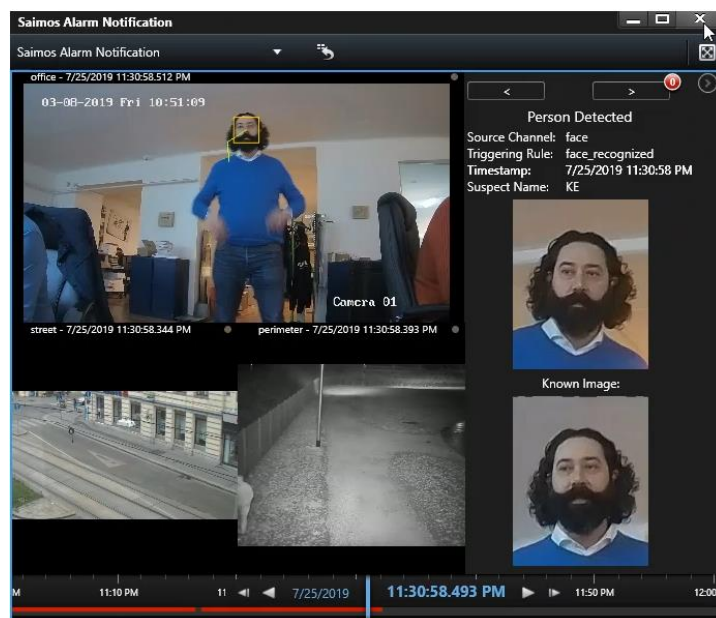 Saimos Alarm Notification
Saimos Alarm Notification
office - 7/25/2019 11:30:58.512 PM
03-08-2019 Fri 10:51:09
Camera 01
street - 7/25/2019 11:30:58.344 PM
perimeter - 7/25/2019 11:30:58.393 PM
< > 0
Person Detected
Source Channel: face
Triggering Rule: face_recognized
Timestamp: 7/25/2019 11:30:58 PM
Suspect Name: KE
Known Image:
M 11:10 PM 11 7/25/2019 11:30:58.493 PM 11:50 PM 12:00